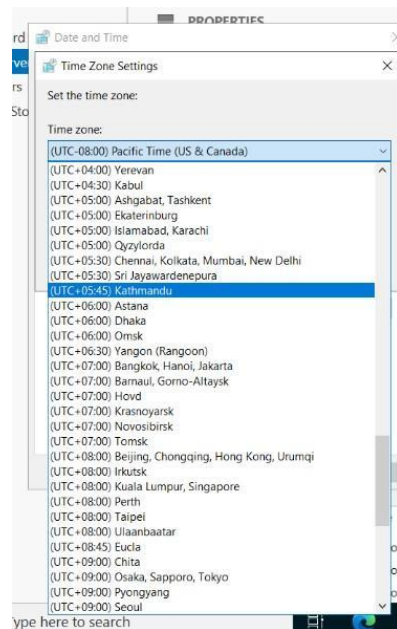 PROPERTIES
rd
Date and Time
ve
Time Zone Settings
rs
Set the time zone:
Sto
Time zone:
(UTC-08:00) Pacific Time (US & Canada)
(UTC+04:00) Yerevan
(UTC+04:30) Kabul
(UTC+05:00) Ashgabat, Tashkent
(UTC+05:00) Ekaterinburg
(UTC+05:00) Islamabad, Karachi
(UTC+05:00) Qyzylorda
(UTC+05:30) Chennai, Kolkata, Mumbai, New Delhi
(UTC+05:30) Sri Jayawardenepura
(UTC+05:45) Kathmandu
(UTC+06:00) Astana
(UTC+06:00) Dhaka
(UTC+06:00) Omsk
(UTC+06:30) Yangon (Rangoon)
(UTC+07:00) Bangkok, Hanoi, Jakarta
(UTC+07:00) Barnaul, Gorno-Altaysk
(UTC+07:00) Hovd
(UTC+07:00) Krasnoyarsk
(UTC+07:00) Novosibirsk
(UTC+07:00) Tomsk
(UTC+08:00) Beijing, Chongqing, Hong Kong, Urumqi
(UTC+08:00) Irkutsk
(UTC+08:00) Kuala Lumpur, Singapore
(UTC+08:00) Perth
(UTC+08:00) Taipei
(UTC+08:00) Ulaanbaatar
(UTC+08:45) Eucla
(UTC+09:00) Chita
(UTC+09:00) Osaka, Sapporo, Tokyo
(UTC+09:00) Pyongyang
(UTC+09:00) Seoul
ype here to search